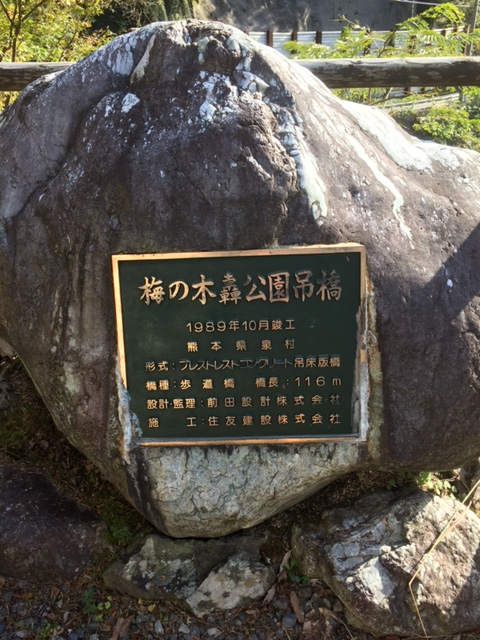 梅の木轟公園吊橋
1989年10月竣工
熊本県泉村
形式:プレストレストコンクリート吊床版橋
橋種:歩道橋 橋長:116m
設計・監理:前田設計株式会社
施工:住友建設株式会社